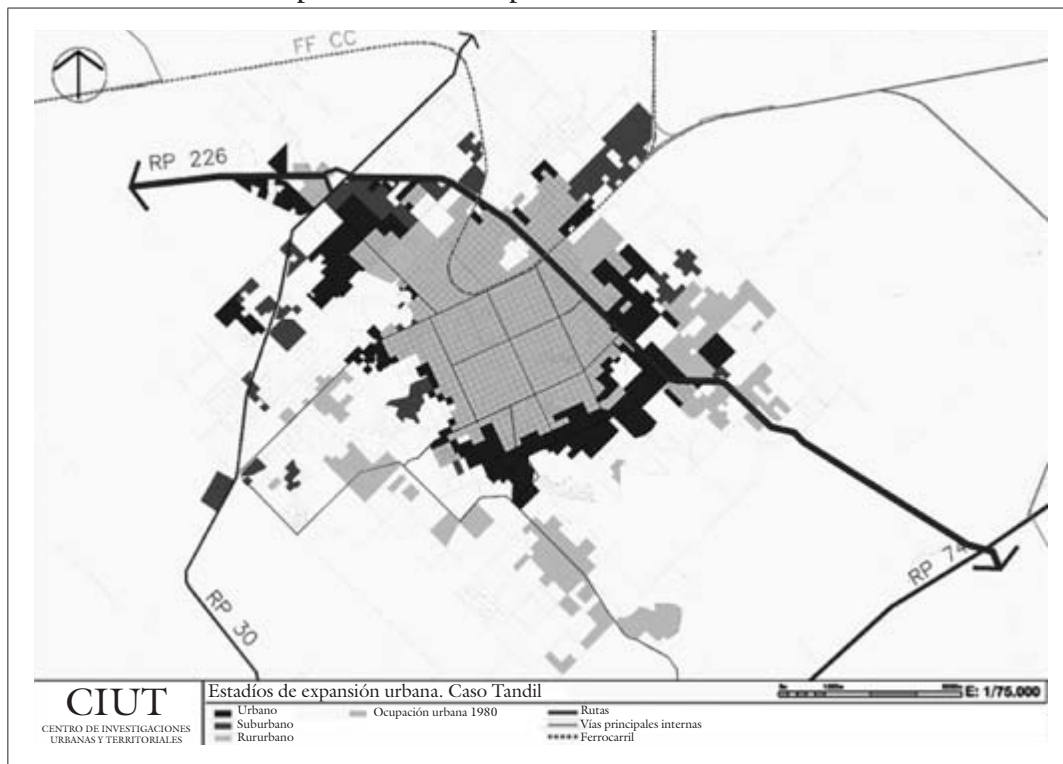 FF CC
RP 226
RP 74
RP 30
CIUT
CENTRO DE INVESTIGACIONES
URBANAS Y TERRITORIALES
Estadíos de expansión urbana. Caso Tandil
Urbano
Suburbano
Rururbano
Ocupación urbana 1980
Rutas
Vías principales internas
Ferrocarril
E: 1/75.000